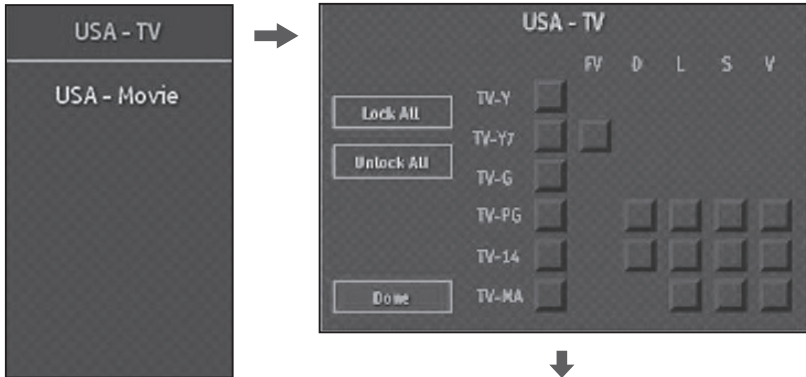 USA - TV
USA - Movie
USA - TV
FV D L S V
Lock All
Unlock All
Done
TV-Y
TV-Y7
TV-G
TV-PG
TV-14
TV-MA